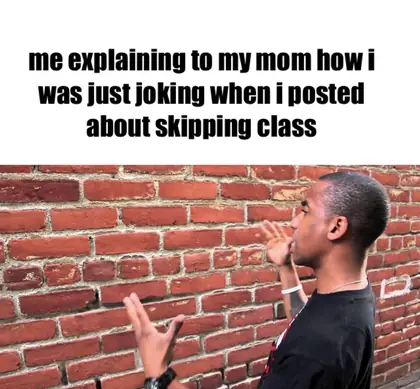 me explaining to my mom how i
was just joking when i posted
about skipping class